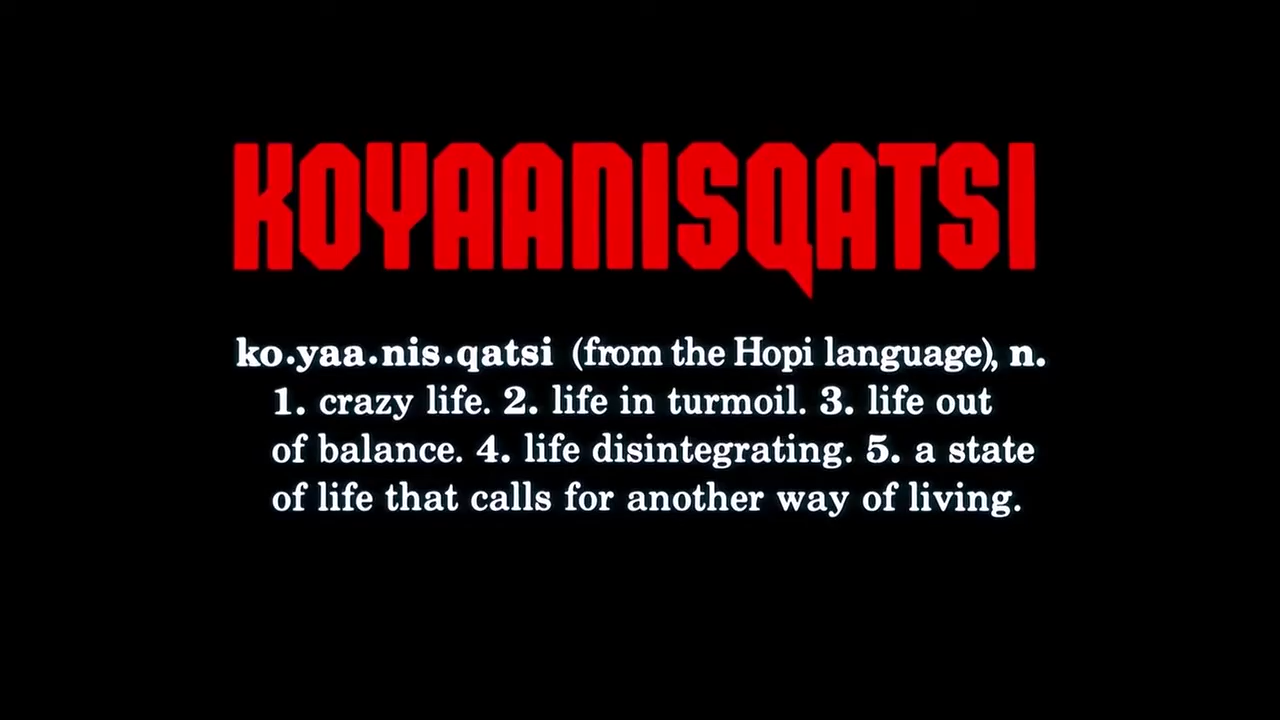 KOYAANISQATSI
ko.yaa.nis.qatsi (from the Hopi language), n.
1. crazy life. 2. life in turmoil. 3. life out
of balance. 4. life disintegrating. 5. a state
of life that calls for another way of living.